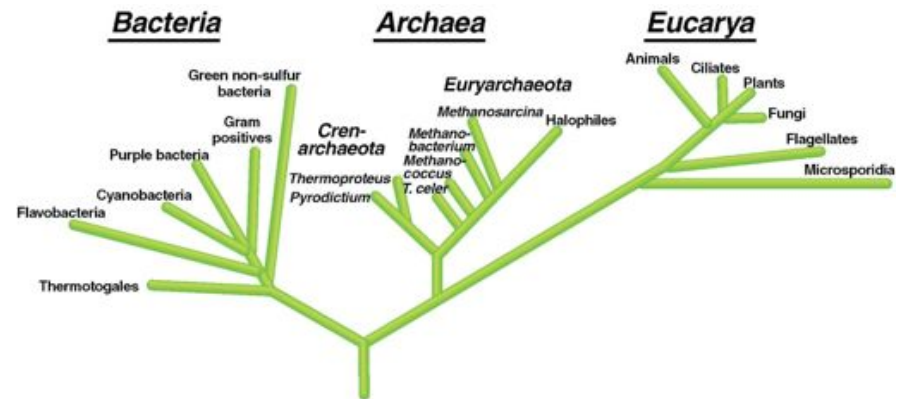 Bacteria
Archaea
Eucarya
Green non-sulfur
bacteria
Gram
positives
Purple bacteria
Cyanobacteria
Flavobacteria
Thermotogales
Cren-
archaeota
Thermoproteus
Pyrodictium
Euryarchaeota
Methanosarcina
Methano-
bacterium
Methano-
coccus
T. celer
Halophiles
Animals
Ciliates
Plants
Fungi
Flagellates
Microsporidia